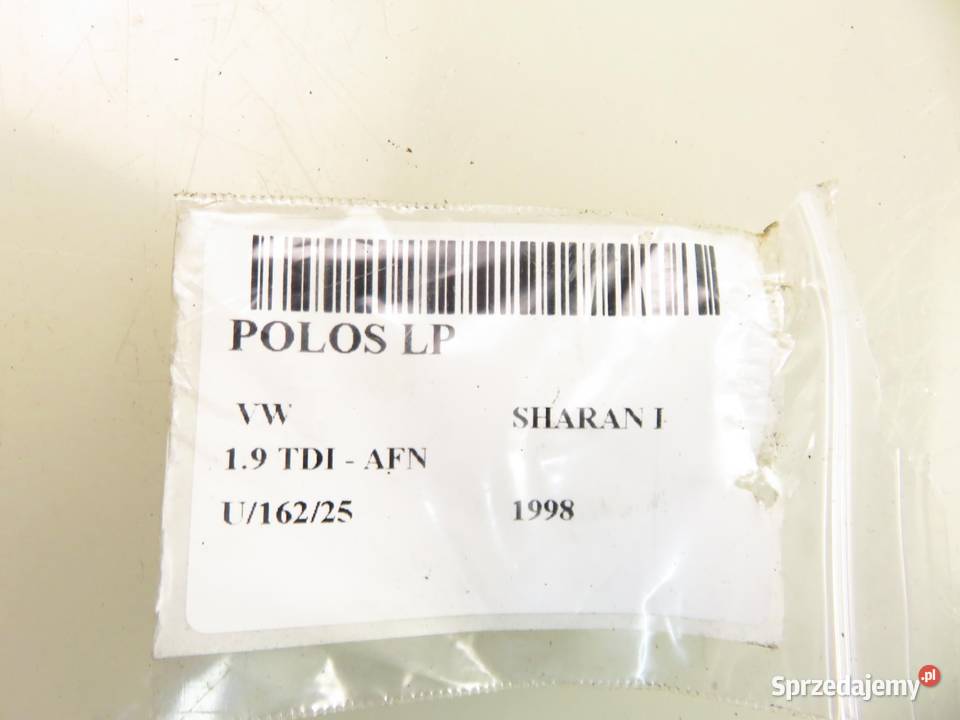 POLOS LP
VW SHARAN I
1.9 TDI - AFN
U/162/25 1998
Sprzedajemy.pl